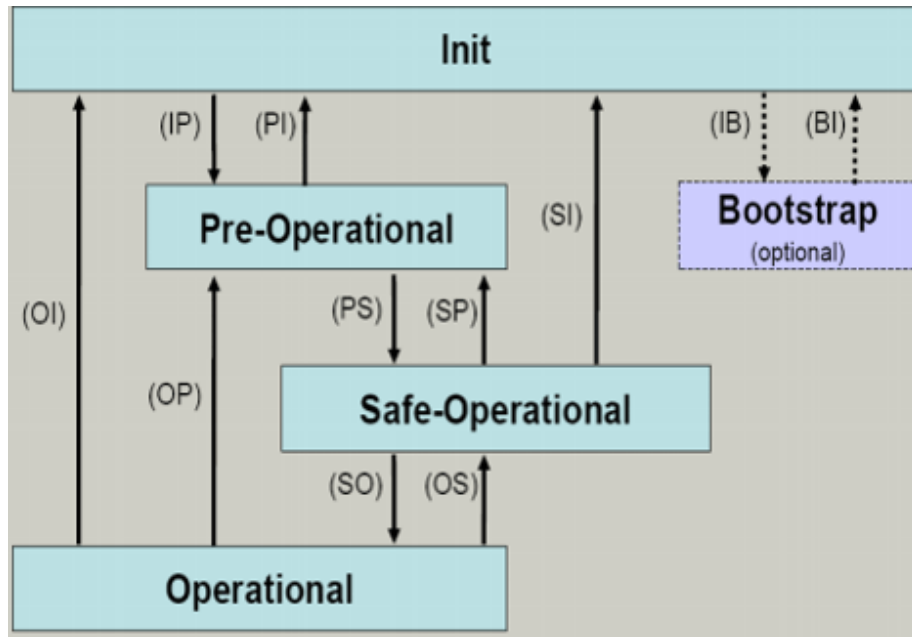 Init
(IP)
(PI)
(IB)
(BI)
Pre-Operational
(SI)
Bootstrap
(optional)
(OI)
(PS)
(SP)
(OP)
Safe-Operational
(SO)
(OS)
Operational